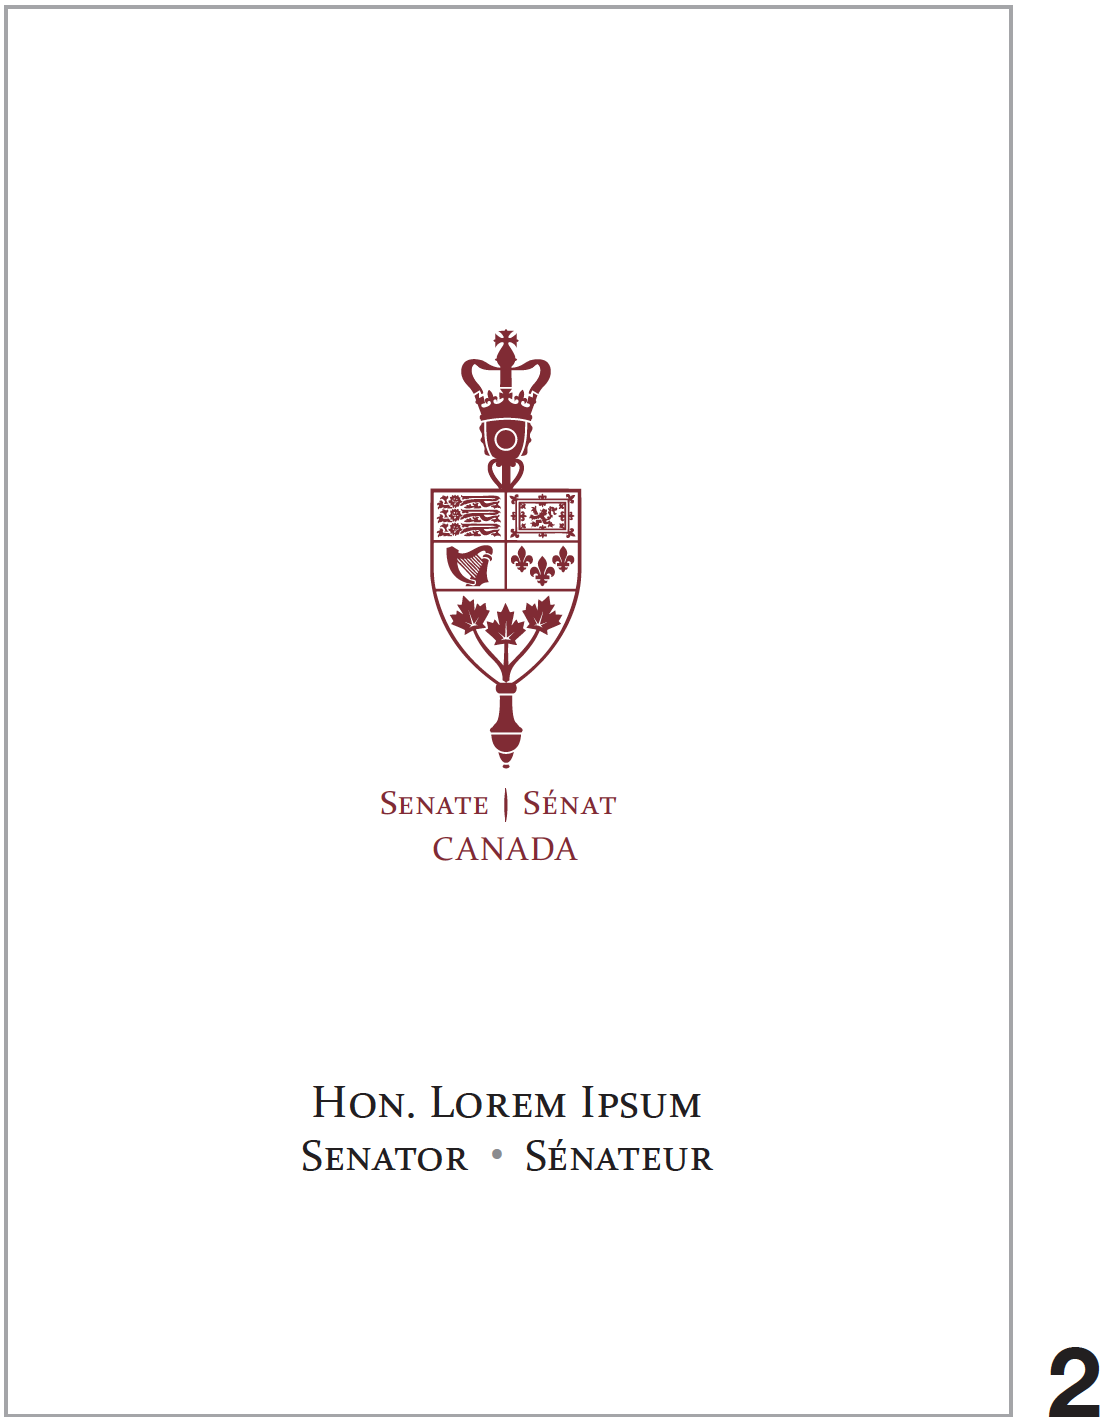 Senate | Sénat
CANADA
Hon. Lorem Ipsum
Senator • Sénateur
2